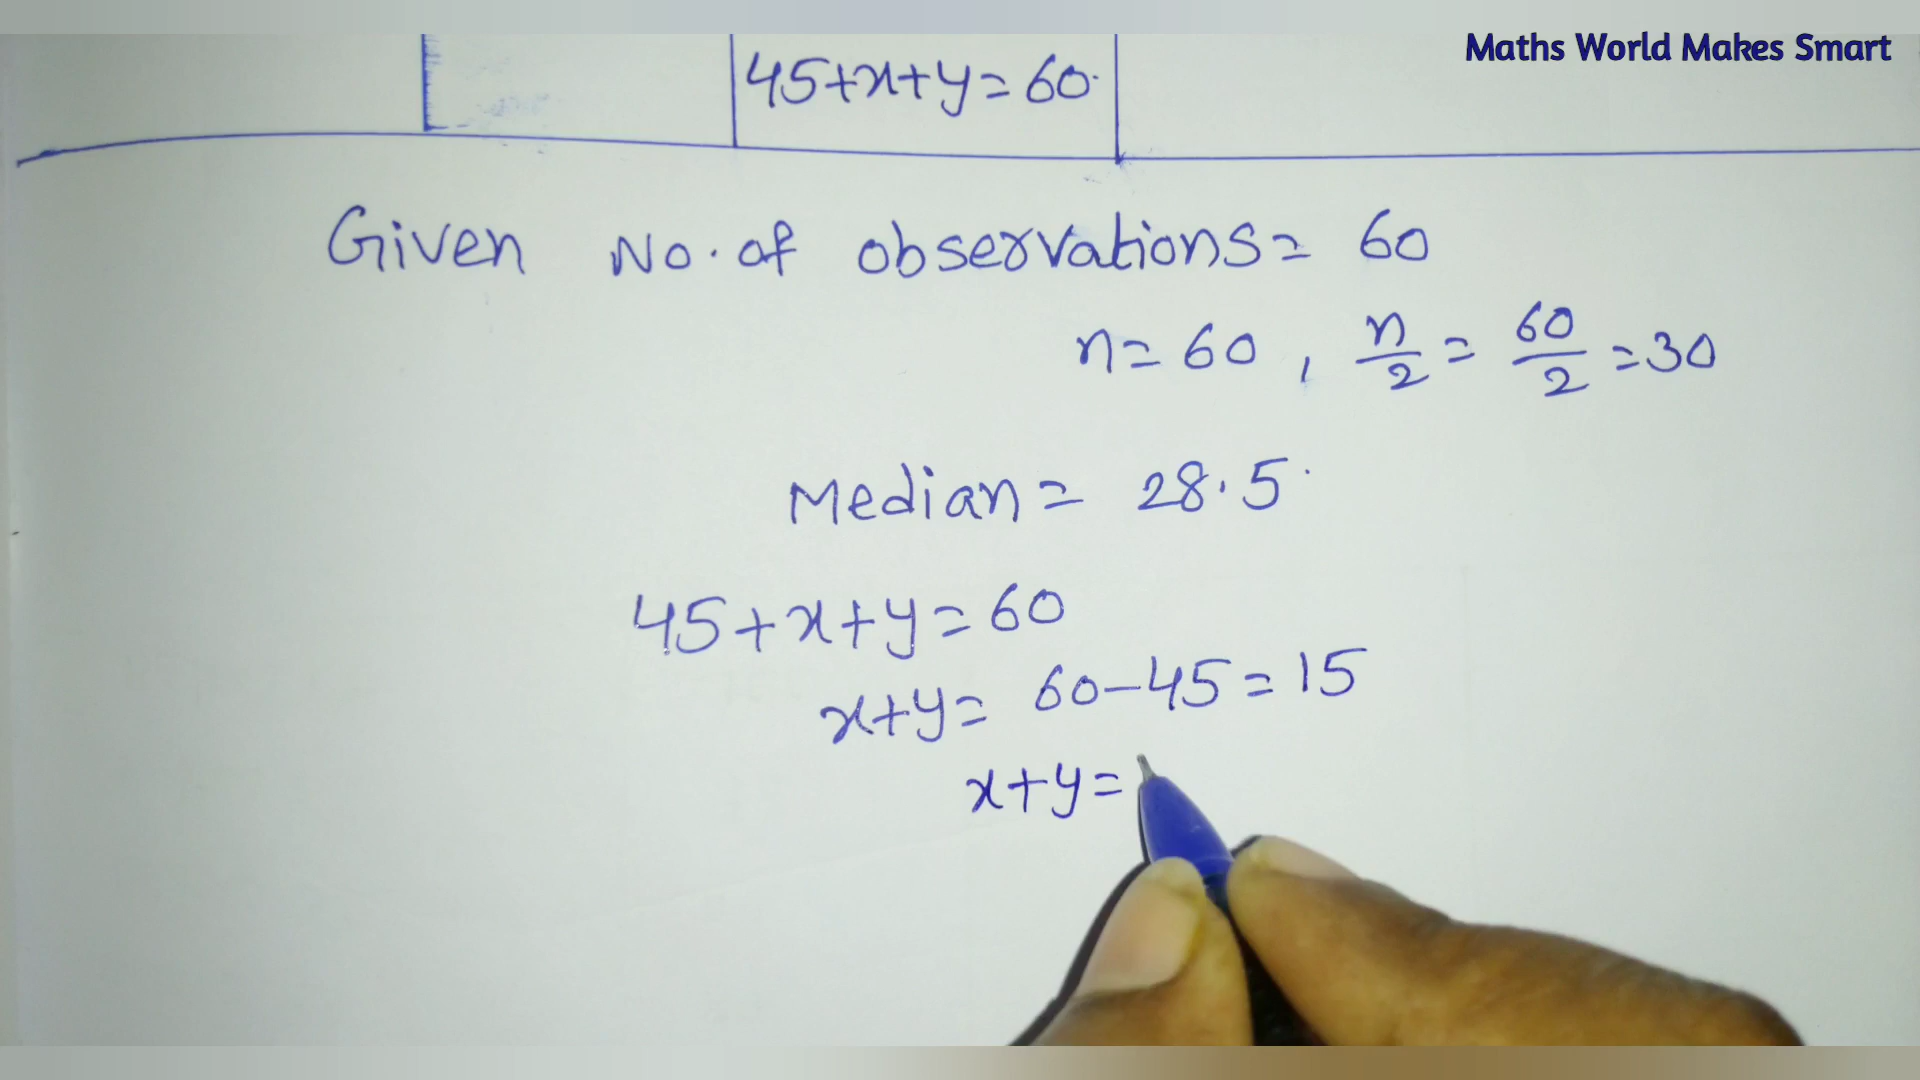 Maths World Makes Smart
45+x+y=60.
Given No. of observations = 60
n=60, n/2 = 60/2 =30
Median = 28.5
45+x+y=60
x+y= 60-45=15
x+y=